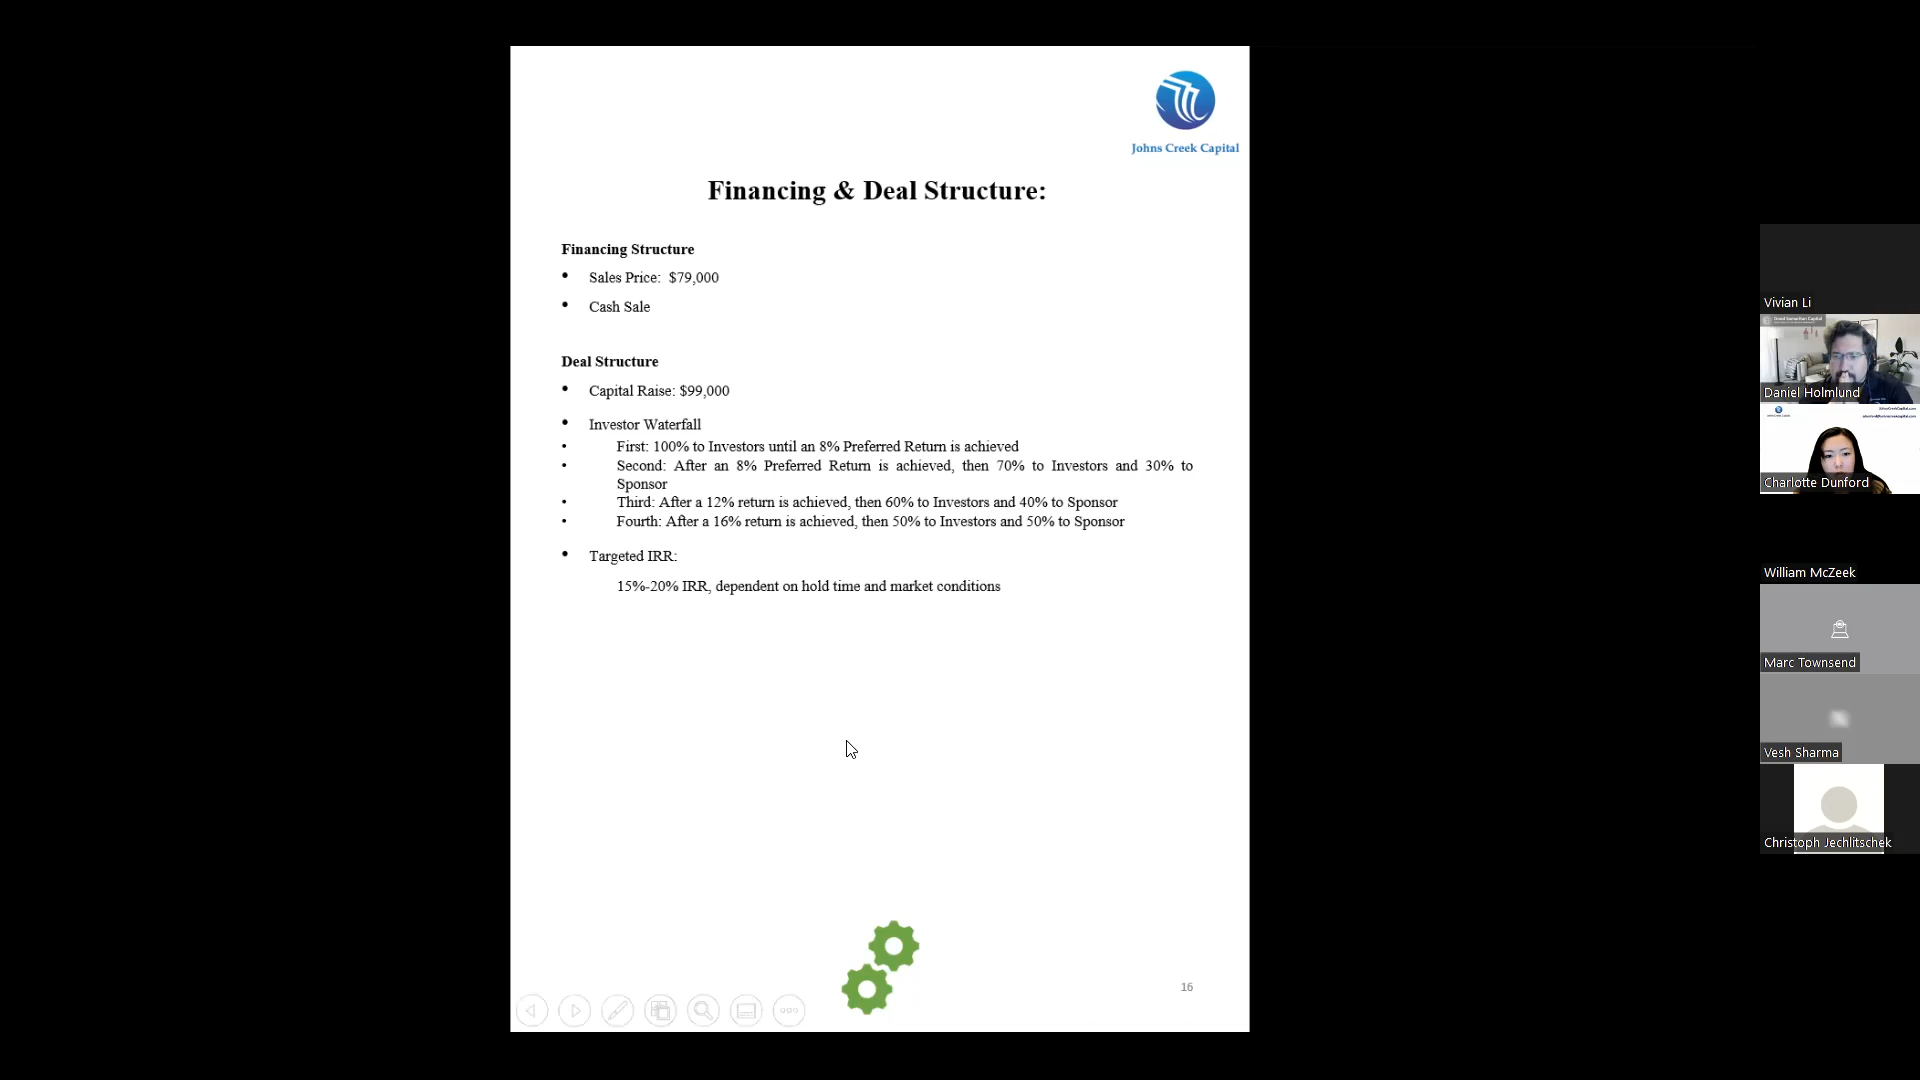 Johns Creek Capital
Financing & Deal Structure:
Financing Structure
• Sales Price: $79,000
• Cash Sale
Deal Structure
• Capital Raise: $99,000
• Investor Waterfall
• First: 100% to Investors until an 8% Preferred Return is achieved
• Second: After an 8% Preferred Return is achieved, then 70% to Investors and 30% to
Sponsor
• Third: After a 12% return is achieved, then 60% to Investors and 40% to Sponsor
• Fourth: After a 16% return is achieved, then 50% to Investors and 50% to Sponsor
• Targeted IRR:
15%-20% IRR, dependent on hold time and market conditions
16
Vivian Li
Good Samaritan Capital
Daniel Holmlund
Charlotte Dunford
William McZeek
Marc Townsend
Vesh Sharma
Christoph Jechlitschek